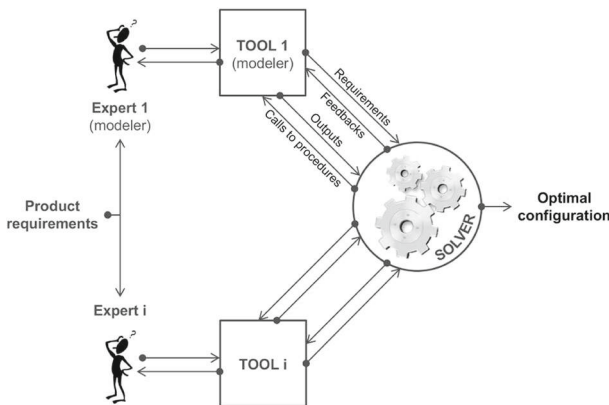 ?
TOOL 1
(modeler)
Expert 1
(modeler)
Requirements
Feedbacks
Outputs
Calls to procedures
Product
requirements
SOLVER
Optimal
configuration
Expert i
?
TOOL i